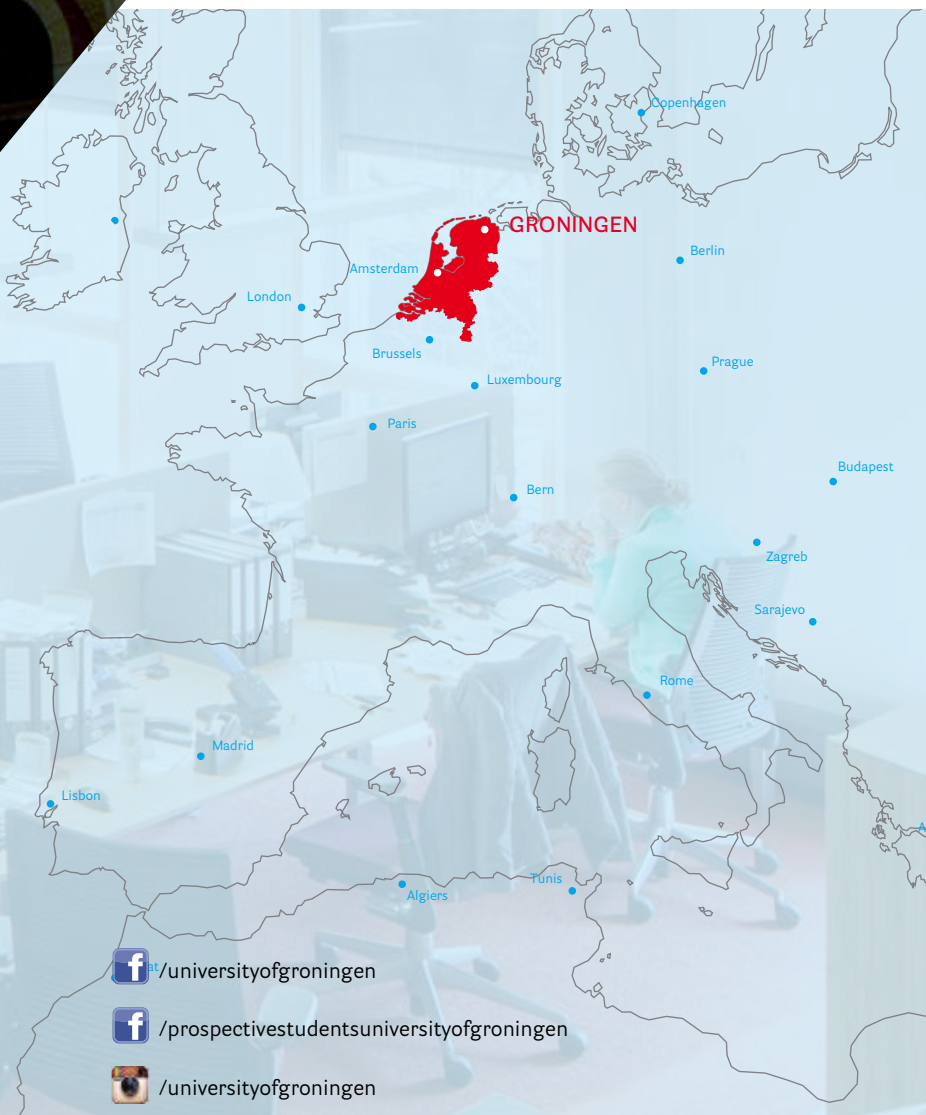 Copenhagen
GRONINGEN
Berlin
Amsterdam
London
Brussels
Prague
Luxembourg
Paris
Budapest
Bern
Zagreb
Sarajevo
Rome
Madrid
Lisbon
Tunis
Algiers
/universityofgroningen
/prospectivestudentsuniversityofgroningen
/universityofgroningen